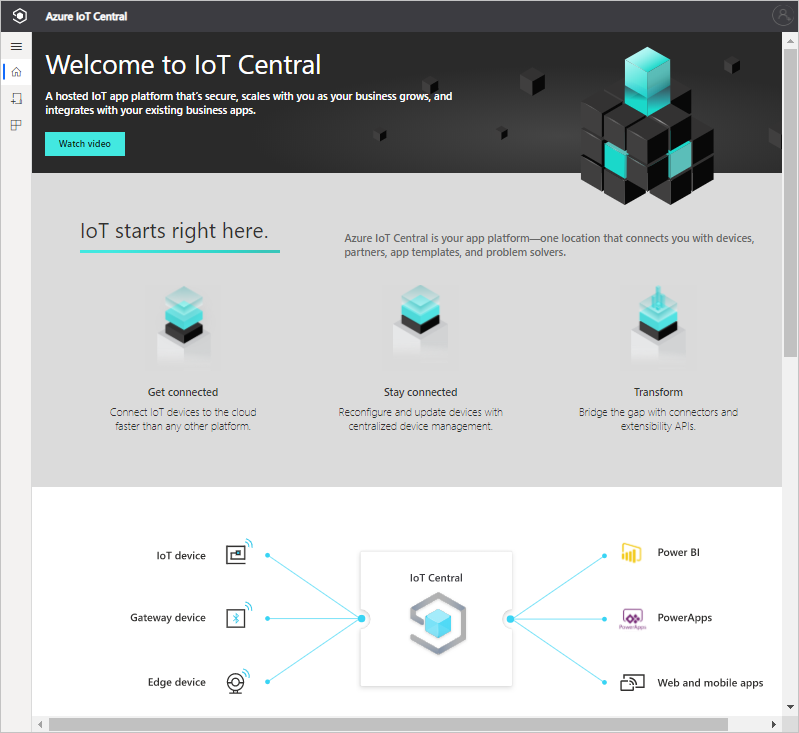 Azure IoT Central
Welcome to IoT Central
A hosted IoT app platform that's secure, scales with you as your business grows, and
integrates with your existing business apps.
Watch video
IoT starts right here.
Azure IoT Central is your app platform—one location that connects you with devices,
partners, app templates, and problem solvers.
Get connected
Connect IoT devices to the cloud
faster than any other platform.
Stay connected
Reconfigure and update devices with
centralized device management.
Transform
Bridge the gap with connectors and
extensibility APIs.
IoT device
Gateway device
Edge device
IoT Central
Power BI
PowerApps
PowerApps
Web and mobile apps